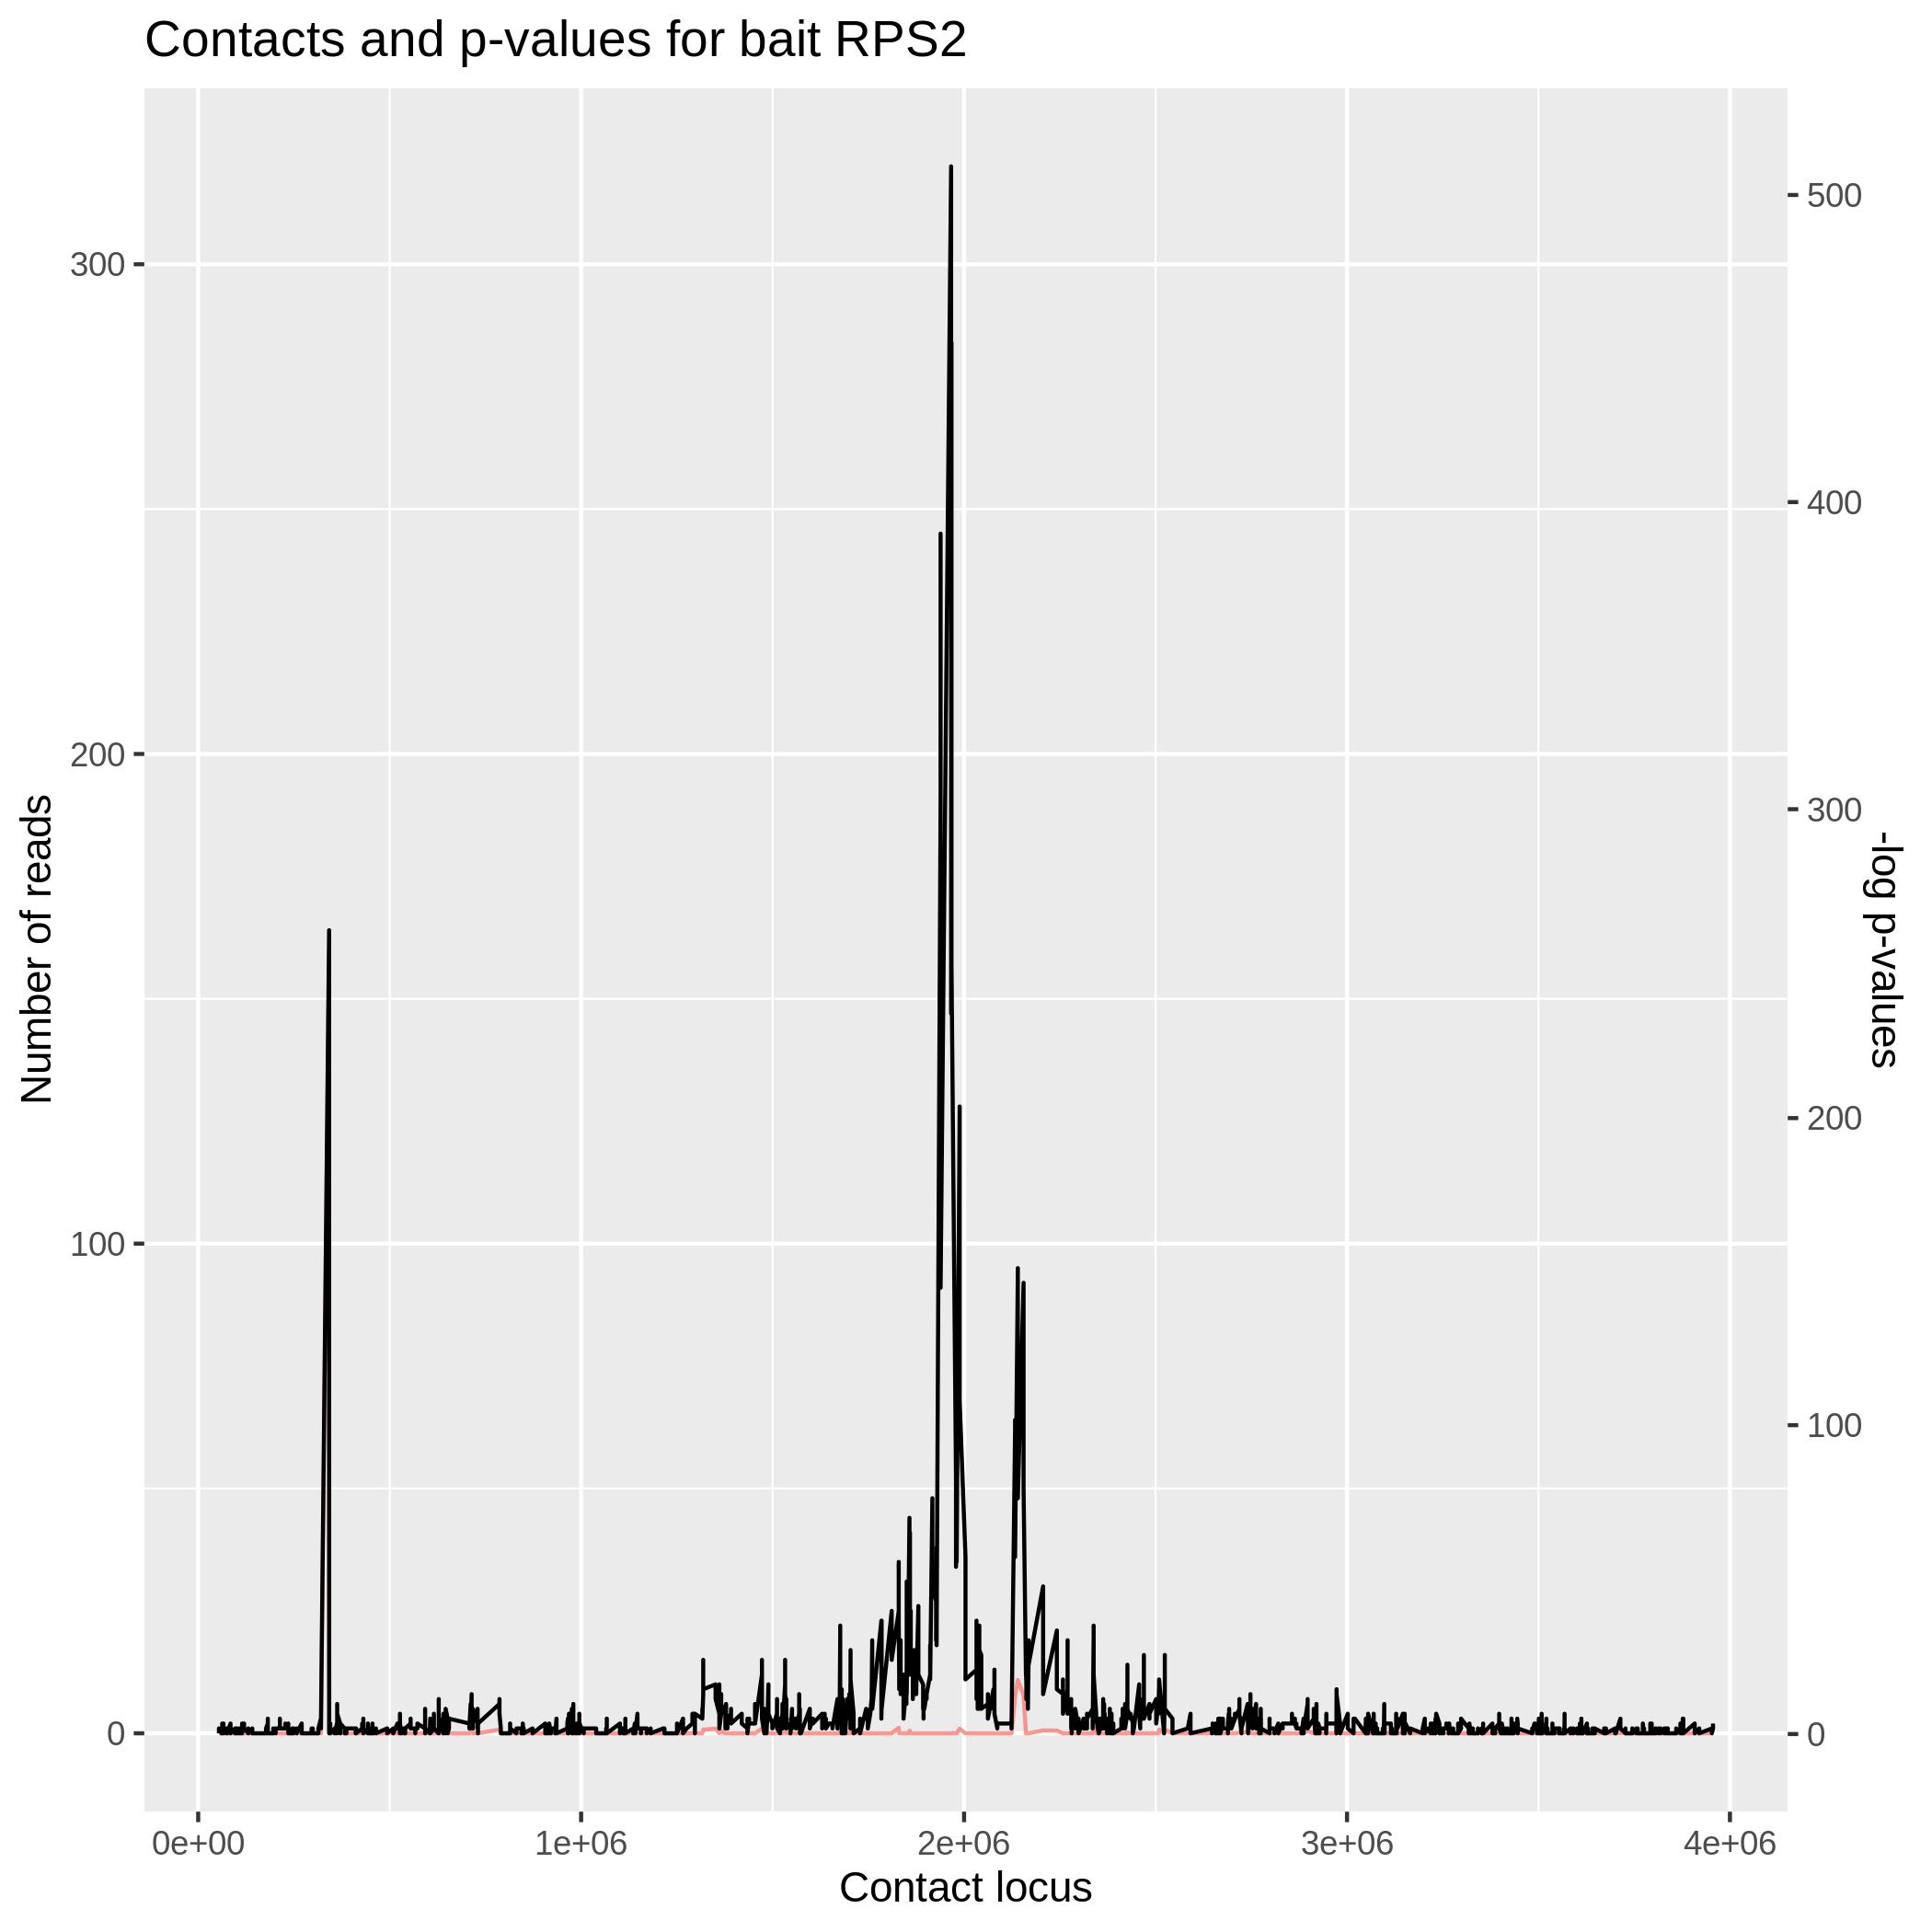 Contacts and p-values for bait RPS2
Number of reads
300
200
100
0
500
400
300
200
100
0
-log p-values
0e+00
1e+06
2e+06
3e+06
4e+06
Contact locus